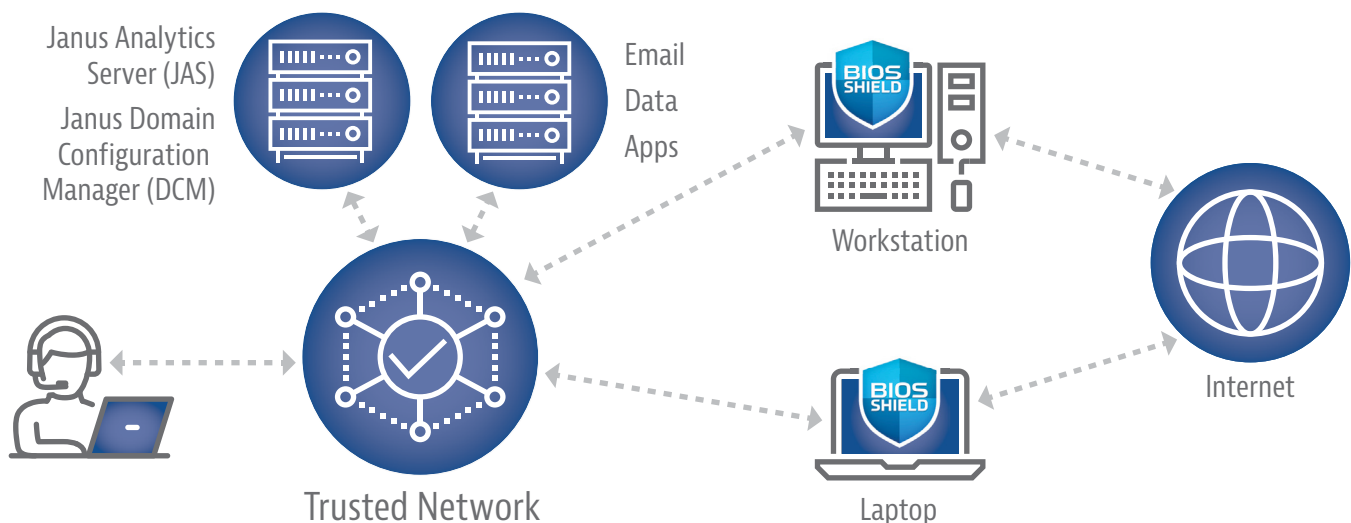 Janus Analytics
Server (JAS)
Janus Domain
Configuration
Manager (DCM)
Email
Data
Apps
BIOS
SHIELD
Workstation
Internet
BIOS
SHIELD
Laptop
Trusted Network